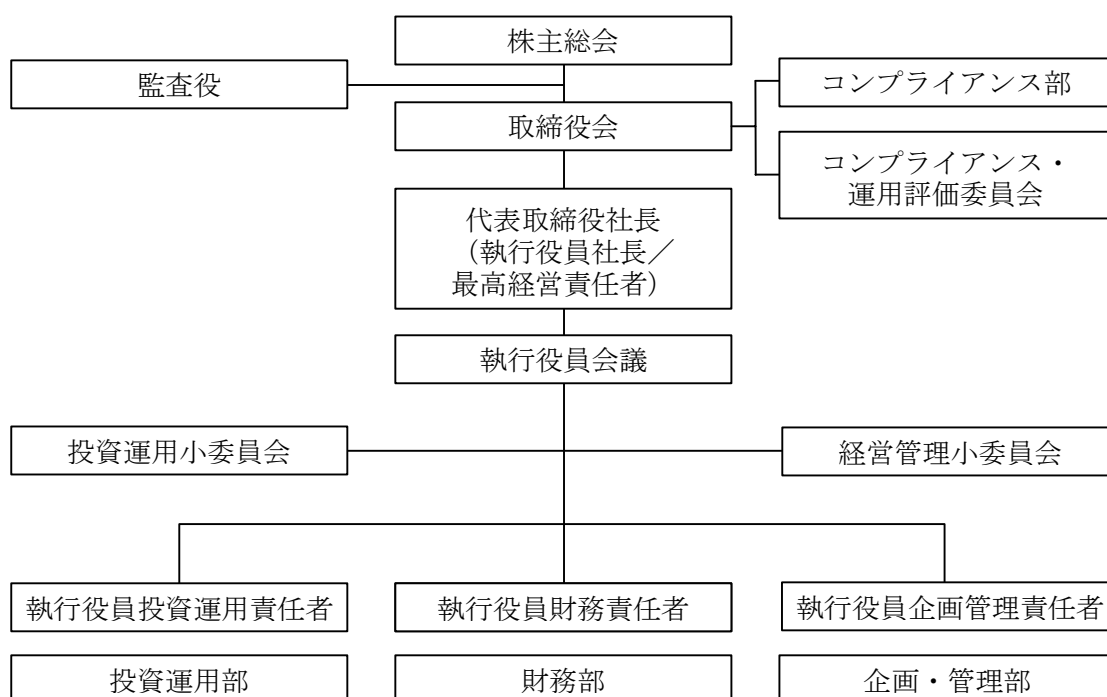 株主総会
監査役
コンプライアンス部
取締役会
コンプライアンス・
運用評価委員会
代表取締役社長
（執行役員社長／
最高経営責任者）
執行役員会議
投資運用小委員会
経営管理小委員会
執行役員投資運用責任者
執行役員財務責任者
執行役員企画管理責任者
投資運用部
財務部
企画・管理部